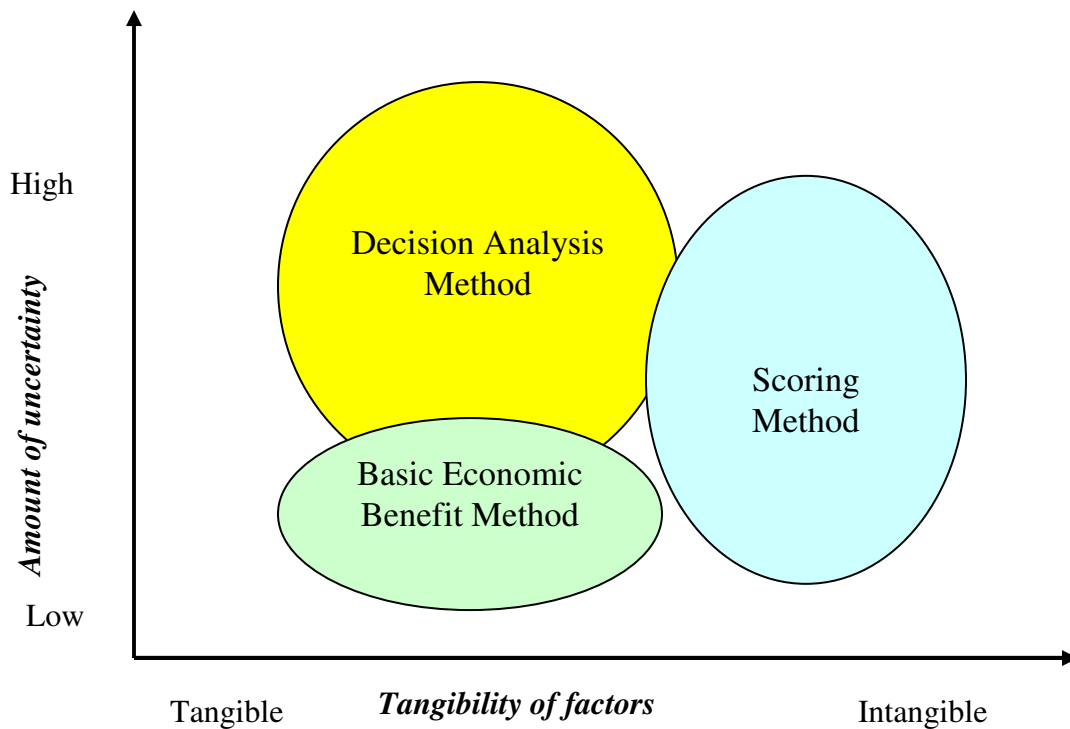 High
Amount of uncertainty
Low
Decision Analysis
Method
Scoring
Method
Basic Economic
Benefit Method
Tangible
Tangibility of factors
Intangible